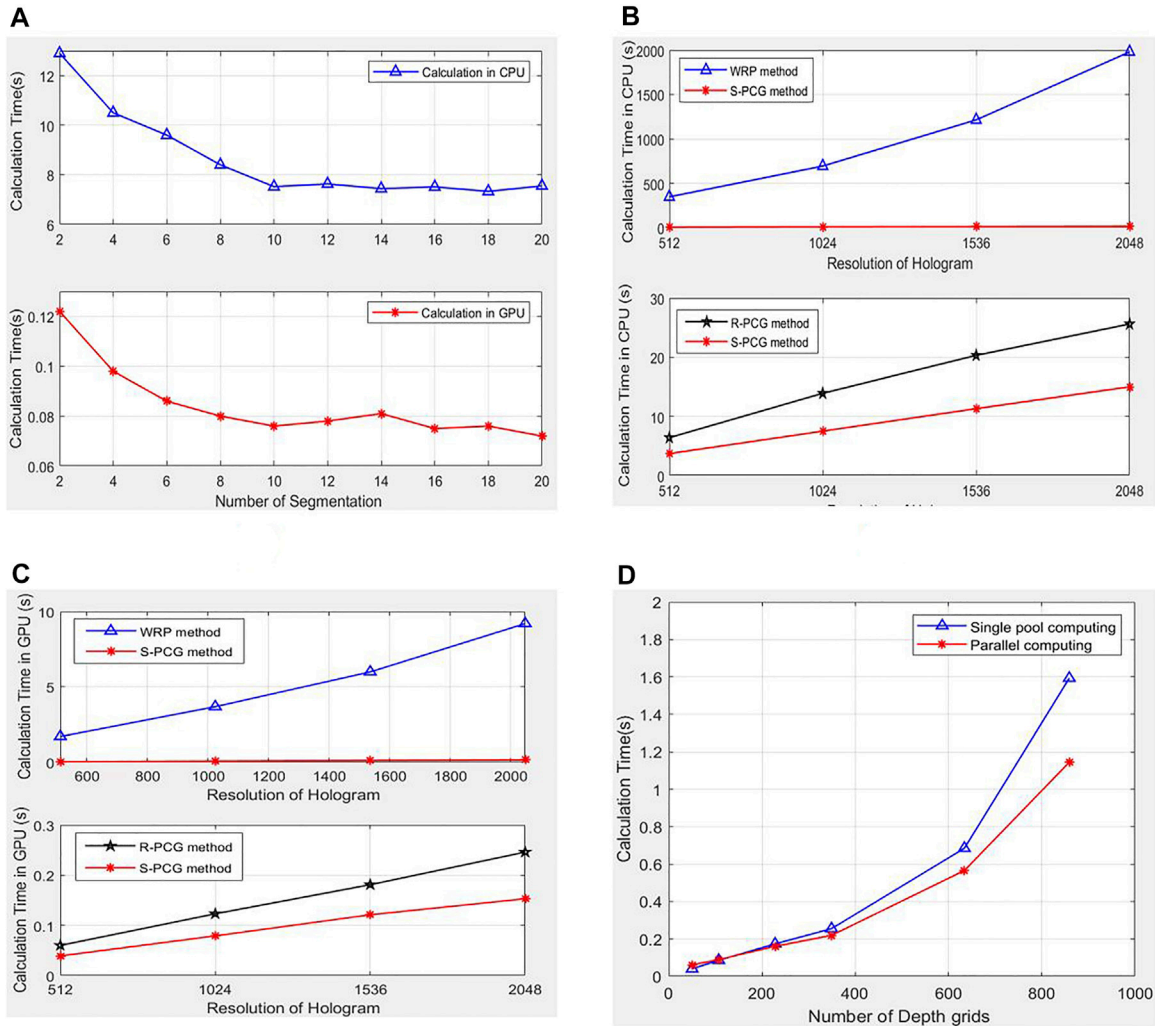 A
Calculation Time(s)
12
10
8
6
Calculation in CPU
2 4 6 8 10 12 14 16 18 20
Calculation Time(s)
0.12
0.1
0.08
0.06
Calculation in GPU
2 4 6 8 10 12 14 16 18 20
Number of Segmentation
B
Calculation Time in CPU (s)
2000
1500
1000
500
0
WRP method
S-PCG method
512 1024 1536 2048
Resolution of Hologram
Calculation Time in CPU (s)
30
20
10
0
R-PCG method
S-PCG method
512 1024 1536 2048
C
Calculation Time in GPU (s)
10
5
0
WRP method
S-PCG method
600 800 1000 1200 1400 1600 1800 2000
Resolution of Hologram
Calculation Time in GPU (s)
0.3
0.2
0.1
0
R-PCG method
S-PCG method
512 1024 1536 2048
Resolution of Hologram
D
Calculation Time(s)
2
1.8
1.6
1.4
1.2
1
0.8
0.6
0.4
0.2
0
Single pool computing
Parallel computing
0 200 400 600 800 1000
Number of Depth grids